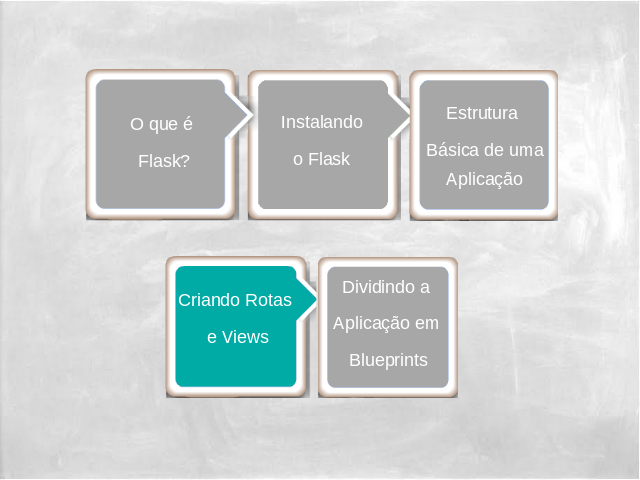 O que é
Flask?
Instalando
o Flask
Estrutura
Básica de uma
Aplicação
Criando Rotas
e Views
Dividindo a
Aplicação em
Blueprints